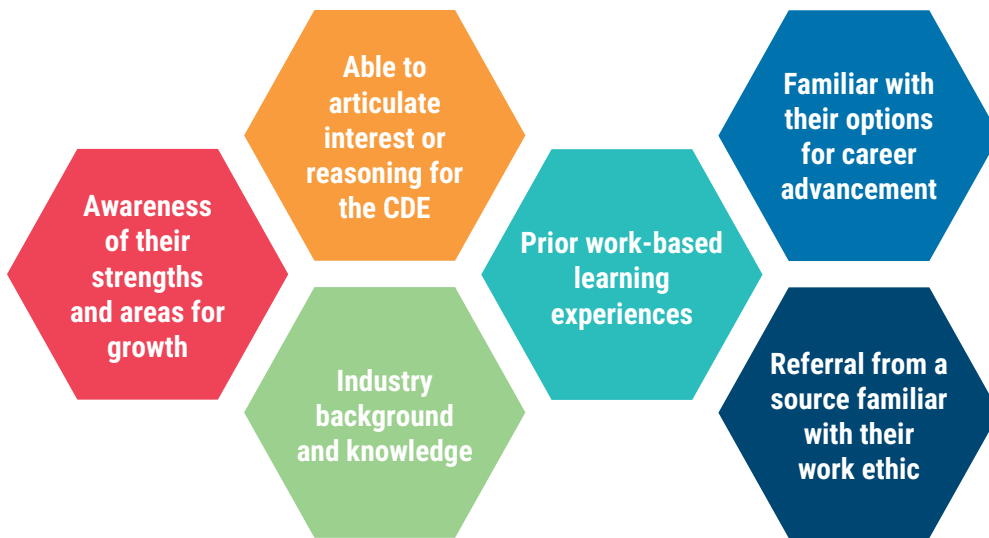 Awareness
of their
strengths
and areas for
growth
Able to
articulate
interest or
reasoning for
the CDE
Industry
background
and knowledge
Prior work-based
learning
experiences
Familiar with
their options
for career
advancement
Referral from a
source familiar
with their
work ethic